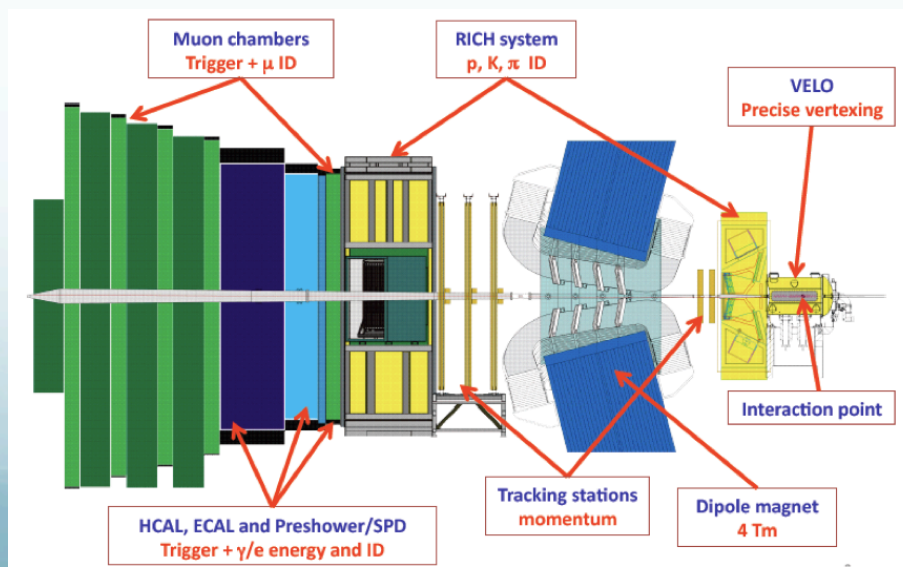 Muon chambers
Trigger + μ ID
RICH system
p, K, π ID
VELO
Precise vertexing
Interaction point
Tracking stations
momentum
Dipole magnet
4 Tm
HCAL, ECAL and Preshower/SPD
Trigger + γ/e energy and ID